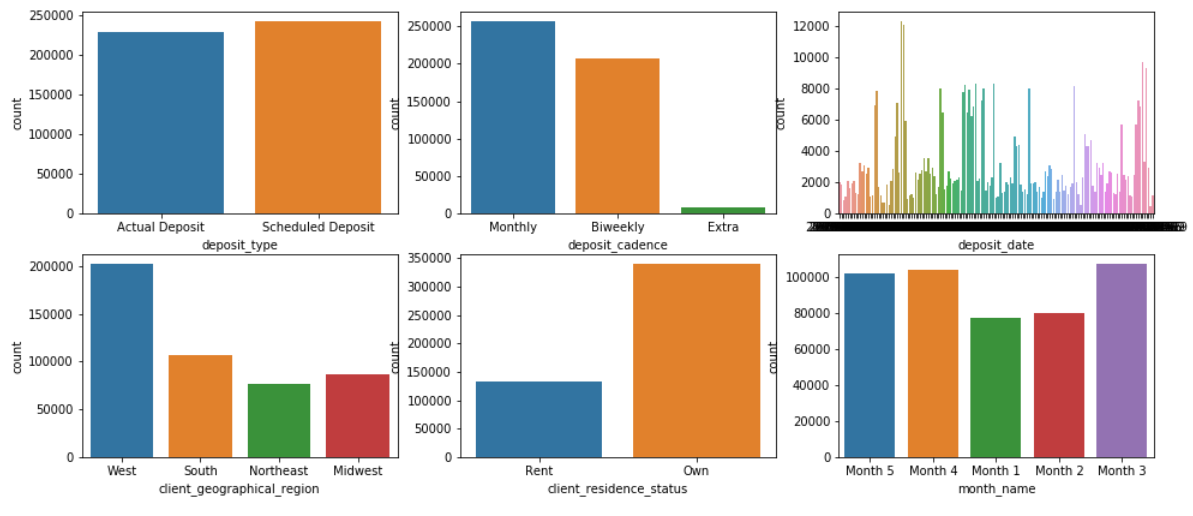 250000
200000
150000
100000
50000
0
count
Actual Deposit Scheduled Deposit
deposit_type
250000
200000
150000
100000
50000
0
count
Monthly Biweekly Extra
deposit_cadence
12000
10000
8000
6000
4000
2000
0
count
deposit_date
200000
150000
100000
50000
0
count
West South Northeast Midwest
client_geographical_region
350000
300000
250000
200000
150000
100000
50000
0
count
Rent Own
client_residence_status
100000
80000
60000
40000
20000
0
count
Month 5 Month 4 Month 1 Month 2 Month 3
month_name